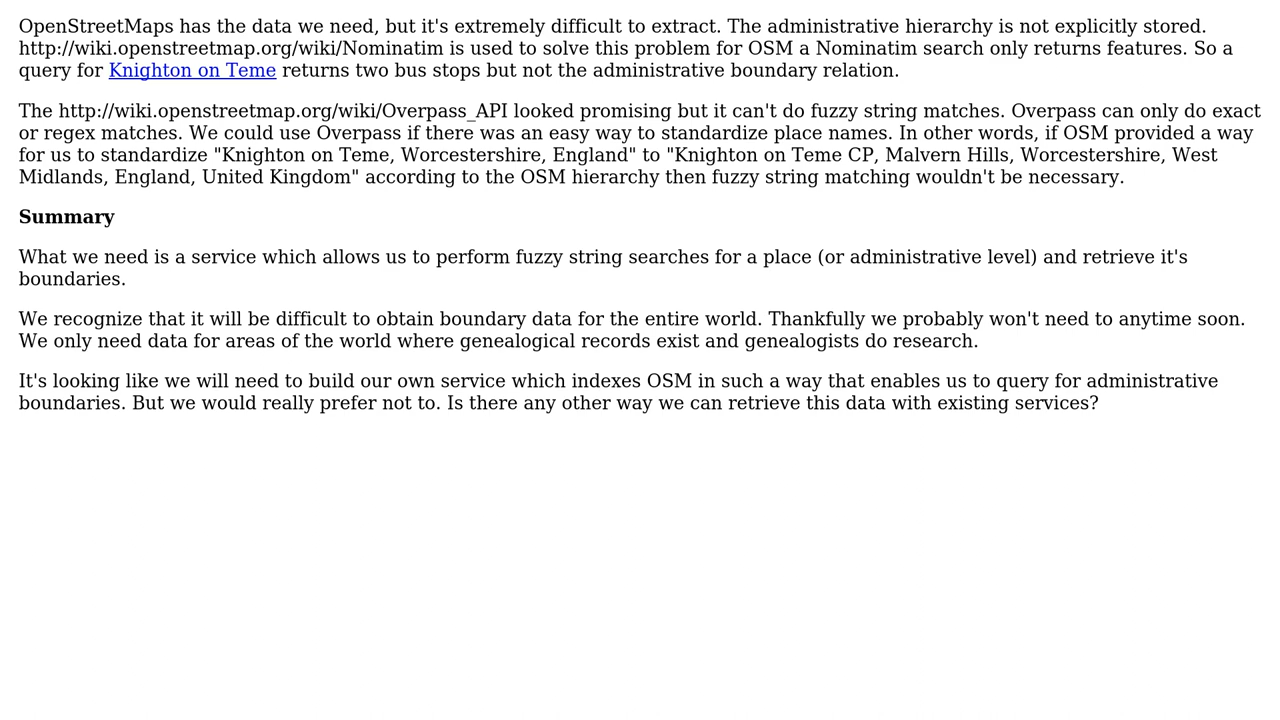 OpenStreetMaps has the data we need, but it's extremely difficult to extract. The administrative hierarchy is not explicitly stored.
http://wiki.openstreetmap.org/wiki/Nominatim is used to solve this problem for OSM a Nominatim search only returns features. So a
query for Knighton on Teme returns two bus stops but not the administrative boundary relation.
The http://wiki.openstreetmap.org/wiki/Overpass_API looked promising but it can't do fuzzy string matches. Overpass can only do exact
or regex matches. We could use Overpass if there was an easy way to standardize place names. In other words, if OSM provided a way
for us to standardize "Knighton on Teme, Worcestershire, England" to "Knighton on Teme CP, Malvern Hills, Worcestershire, West
Midlands, England, United Kingdom" according to the OSM hierarchy then fuzzy string matching wouldn't be necessary.
Summary
What we need is a service which allows us to perform fuzzy string searches for a place (or administrative level) and retrieve it's
boundaries.
We recognize that it will be difficult to obtain boundary data for the entire world. Thankfully we probably won't need to anytime soon.
We only need data for areas of the world where genealogical records exist and genealogists do research.
It's looking like we will need to build our own service which indexes OSM in such a way that enables us to query for administrative
boundaries. But we would really prefer not to. Is there any other way we can retrieve this data with existing services?